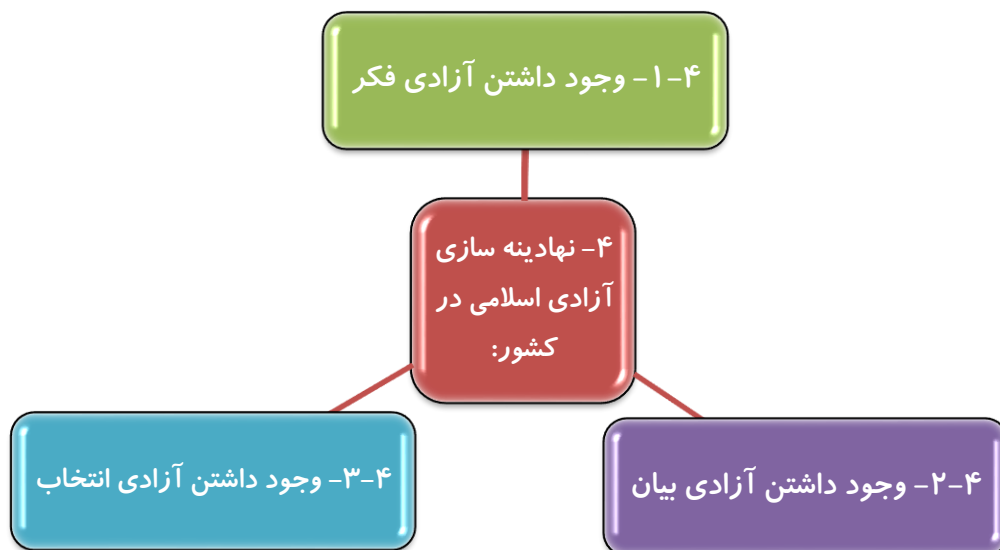 ۴-۱- وجود داشتن آزادی فکر
۴- نهادینه سازی
آزادی اسلامی در
کشور:
۴-۲- وجود داشتن آزادی بیان
۴-۳- وجود داشتن آزادی انتخاب